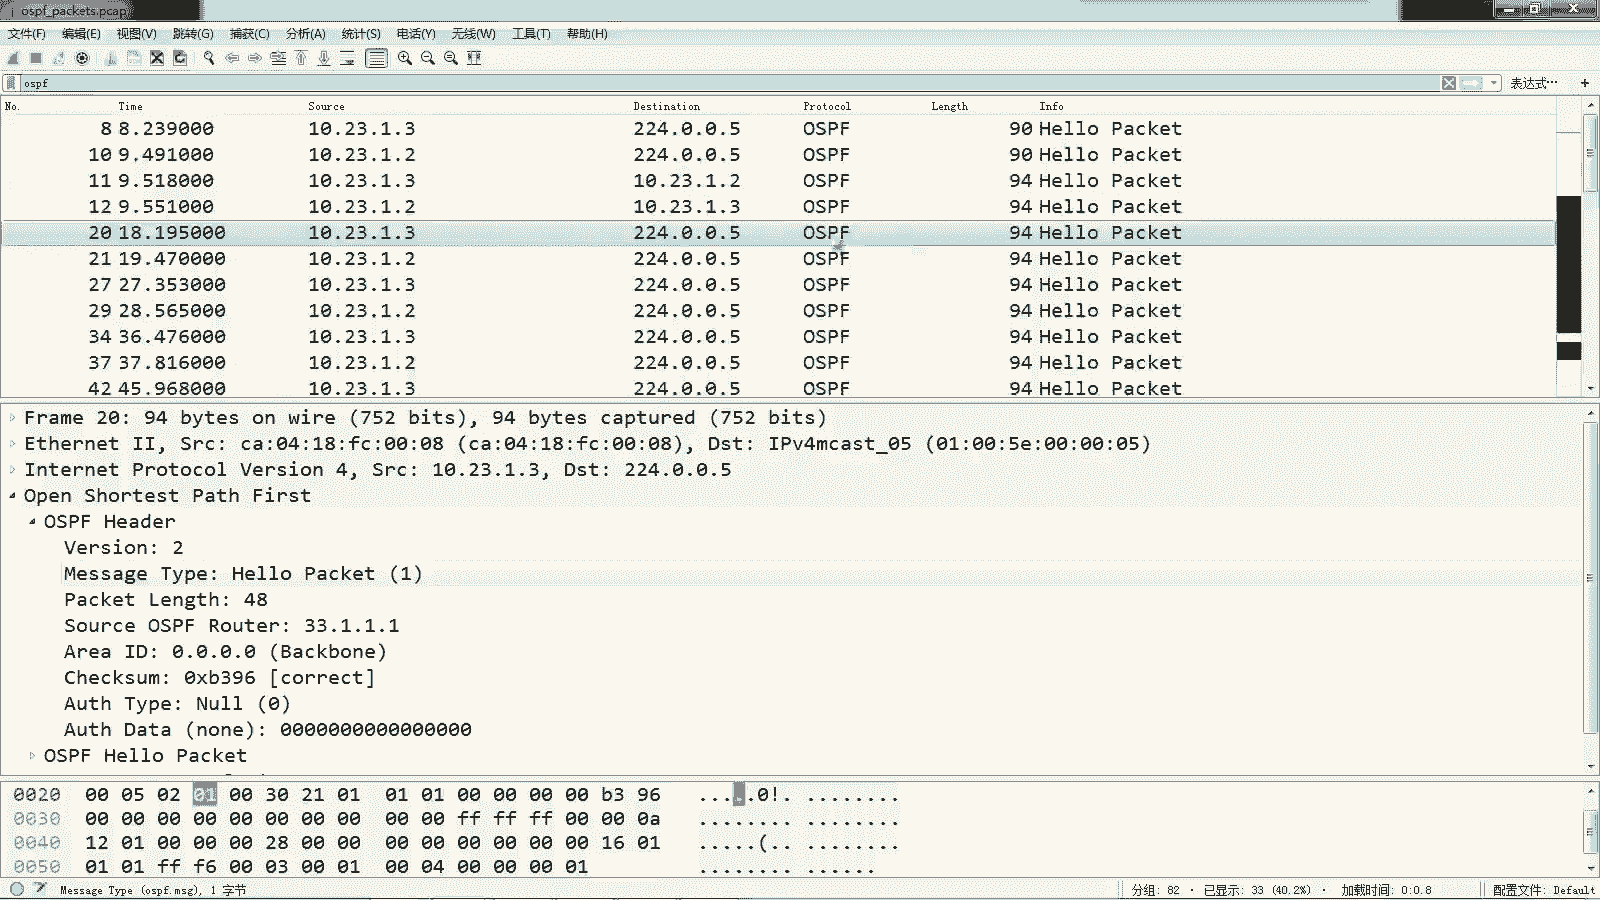 ospf_packets.pcap
文件(F) 编辑(E) 视图(V) 跳转(G) 捕获(C) 分析(A) 统计(S) 电话(Y) 无线(W) 工具(T) 帮助(H)
ospf 表达式… +
No. Time Source Destination Protocol Length Info
8 8.239000 10.23.1.3 224.0.0.5 OSPF 90 Hello Packet
10 9.491000 10.23.1.2 224.0.0.5 OSPF 90 Hello Packet
11 9.518000 10.23.1.3 10.23.1.2 OSPF 94 Hello Packet
12 9.551000 10.23.1.2 10.23.1.3 OSPF 94 Hello Packet
20 18.195000 10.23.1.3 224.0.0.5 OSPF 94 Hello Packet
21 19.470000 10.23.1.2 224.0.0.5 OSPF 94 Hello Packet
27 27.353000 10.23.1.3 224.0.0.5 OSPF 94 Hello Packet
29 28.565000 10.23.1.2 224.0.0.5 OSPF 94 Hello Packet
34 36.476000 10.23.1.3 224.0.0.5 OSPF 94 Hello Packet
37 37.816000 10.23.1.2 224.0.0.5 OSPF 94 Hello Packet
42 45.968000 10.23.1.3 224.0.0.5 OSPF 94 Hello Packet
Frame 20: 94 bytes on wire (752 bits), 94 bytes captured (752 bits)
Ethernet II, Src: ca:04:18:fc:00:08 (ca:04:18:fc:00:08), Dst: IPv4mcast_05 (01:00:5e:00:00:05)
Internet Protocol Version 4, Src: 10.23.1.3, Dst: 224.0.0.5
Open Shortest Path First
OSPF Header
Version: 2
Message Type: Hello Packet (1)
Packet Length: 48
Source OSPF Router: 33.1.1.1
Area ID: 0.0.0.0 (Backbone)
Checksum: 0xb396 [correct]
Auth Type: Null (0)
Auth Data (none): 0000000000000000
OSPF Hello Packet
0020 00 05 02 01 00 30 21 01 01 01 00 00 00 00 b3 96 .....0!. ........
0030 00 00 00 00 00 00 00 00 00 00 ff ff ff 00 00 0a ........ ........
0040 12 01 00 00 00 28 00 00 00 00 00 00 00 00 16 01 .....(.. ........
0050 01 01 ff f6 00 03 00 01 00 04 00 00 00 01 ........ ......
Message Type (ospf.msg), 1 字节 分组: 82 · 已显示: 33 (40.2%) · 加载时间: 0:0.8 配置文件: Default